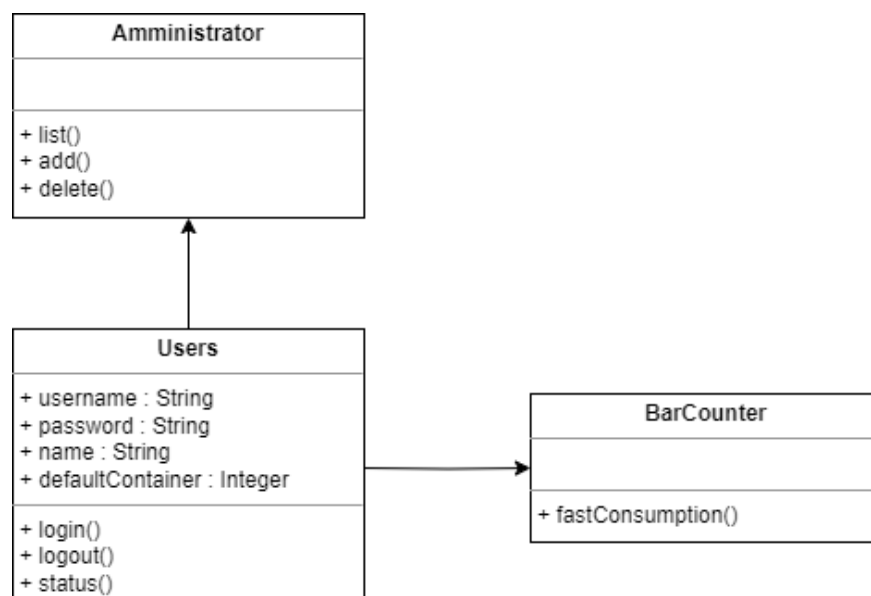 Amministrator
+ list()
+ add()
+ delete()
Users
+ username : String
+ password : String
+ name : String
+ defaultContainer : Integer
+ login()
+ logout()
+ status()
BarCounter
+ fastConsumption()